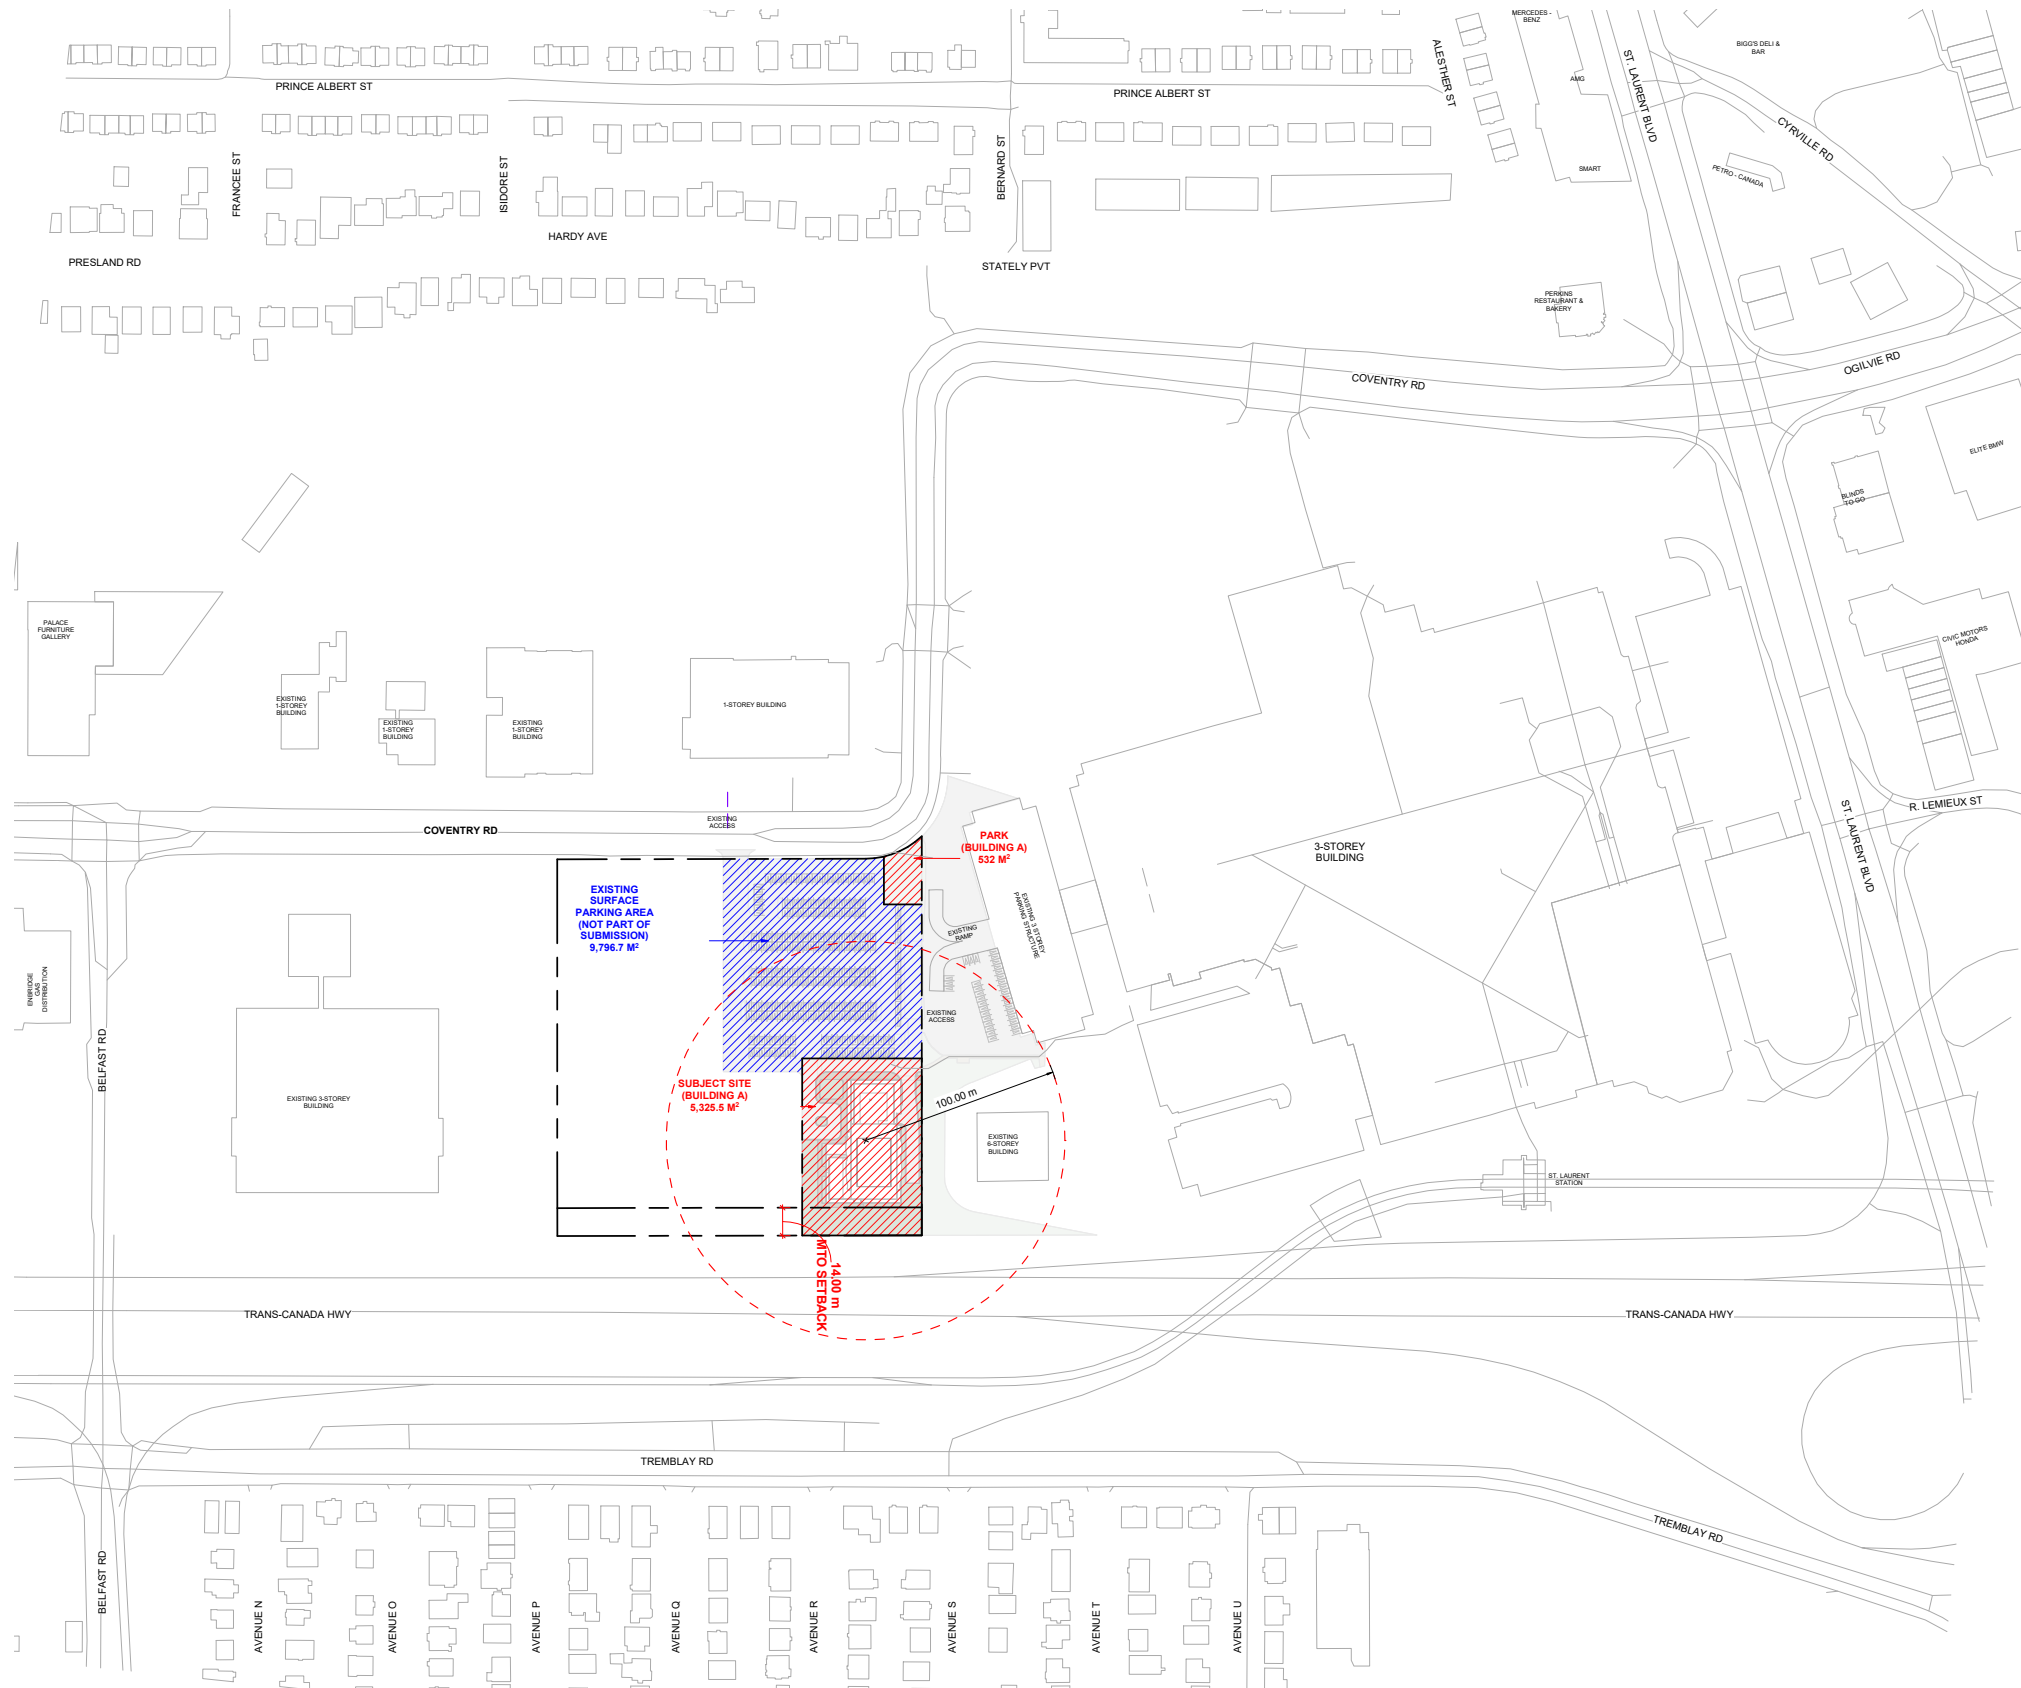 MERCEDES -
BENZ
BIGG'S DELI &
BAR
ST. LAURENT BLVD
ALESTHER ST
AMG
PRINCE ALBERT ST
PRINCE ALBERT ST
CYRVILLE RD
FRANCEE ST
ISIDORE ST
BERNARD ST
SMART
PETRO - CANADA
HARDY AVE
PRESLAND RD
STATELY PVT
PERKINS
RESTAURANT &
BAKERY
COVENTRY RD
OGILVIE RD
ELITE BMW
BLINDS
TO GO
PALACE
FURNITURE
GALLERY
CIVIC MOTORS
HONDA
EXISTING
1-STOREY
BUILDING
EXISTING
1-STOREY
BUILDING
EXISTING
1-STOREY
BUILDING
1-STOREY BUILDING
R. LEMIEUX ST
ST. LAURENT BLVD
COVENTRY RD
EXISTING
ACCESS
PARK
(BUILDING A)
532 M²
3-STOREY
BUILDING
EXISTING
SURFACE
PARKING AREA
(NOT PART OF
SUBMISSION)
9,796.7 M²
EXISTING 3 STOREY
PARKING STRUCTURE
EXISTING
RAMP
EXISTING
ACCESS
ENBRIDGE
GAS
DISTRIBUTION
BELFAST RD
SUBJECT SITE
(BUILDING A)
5,325.5 M²
100.00 m
EXISTING 3-STOREY
BUILDING
EXISTING
6-STOREY
BUILDING
ST. LAURENT
STATION
14.00 m
MTO SETBACK
TRANS-CANADA HWY
TRANS-CANADA HWY
TREMBLAY RD
TREMBLAY RD
BELFAST RD
AVENUE N
AVENUE O
AVENUE P
AVENUE Q
AVENUE R
AVENUE S
AVENUE T
AVENUE U